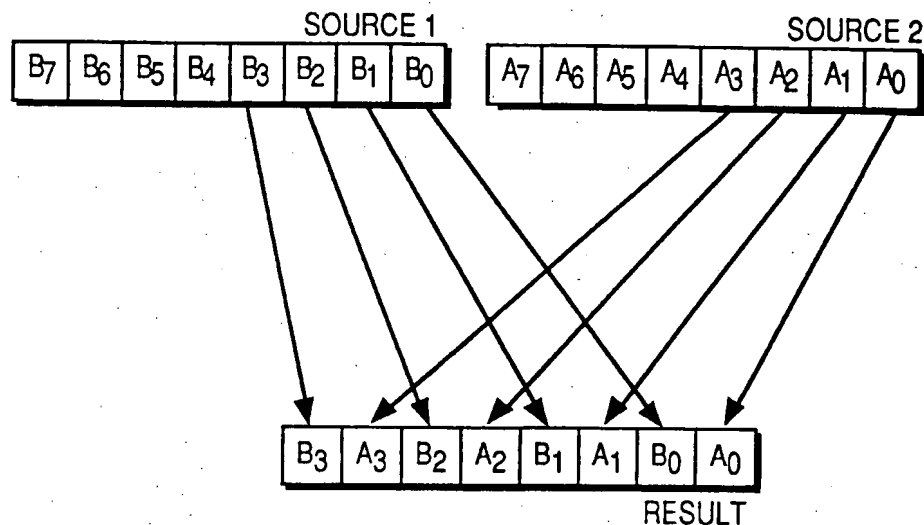 SOURCE 1
SOURCE 2
B7 B6 B5 B4 B3 B2 B1 B0
A7 A6 A5 A4 A3 A2 A1 A0
B3 A3 B2 A2 B1 A1 B0 A0
RESULT